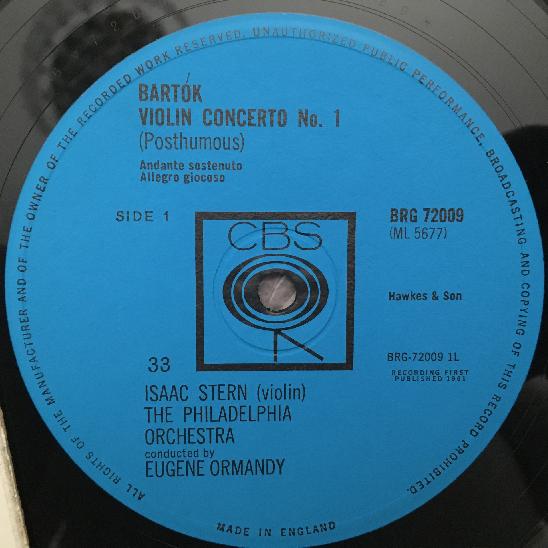 ALL RIGHTS OF THE MANUFACTURER AND OF THE OWNER OF THE RECORDED WORK RESERVED. UNAUTHORIZED PUBLIC PERFORMANCE, BROADCASTING AND COPYING OF THIS RECORD PROHIBITED.
BARTÓK
VIOLIN CONCERTO No. 1
(Posthumous)
Andante sostenuto
Allegro giocoso
SIDE 1
CBS
BRG 72009
(ML 5677)
Hawkes & Son
33
BRG-72009 1L
RECORDING FIRST
PUBLISHED 1961
ISAAC STERN (violin)
THE PHILADELPHIA
ORCHESTRA
conducted by
EUGENE ORMANDY
MADE IN ENGLAND